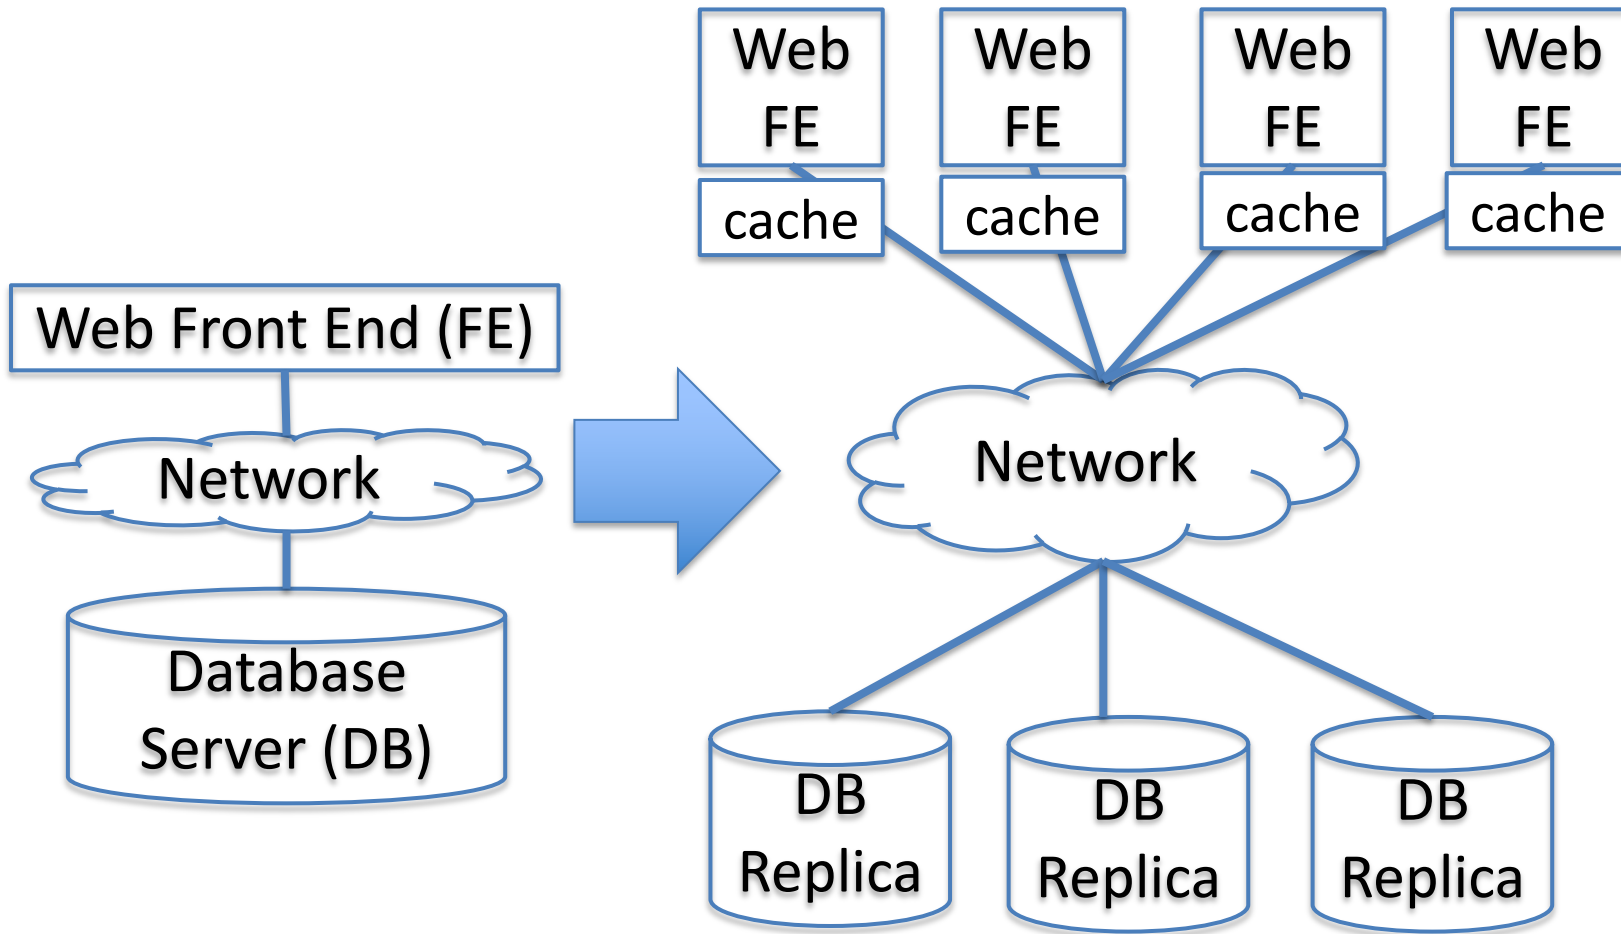 Web Front End (FE)
Network
Database
Server (DB)
Web
FE
cache
Web
FE
cache
Web
FE
cache
Web
FE
cache
Network
DB
Replica
DB
Replica
DB
Replica